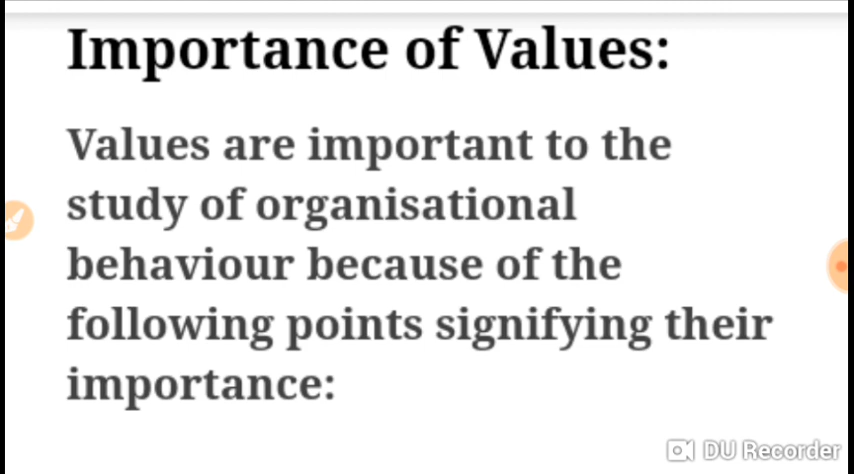 Importance of Values:
Values are important to the
study of organisational
behaviour because of the
following points signifying their
importance:
DU Recorder